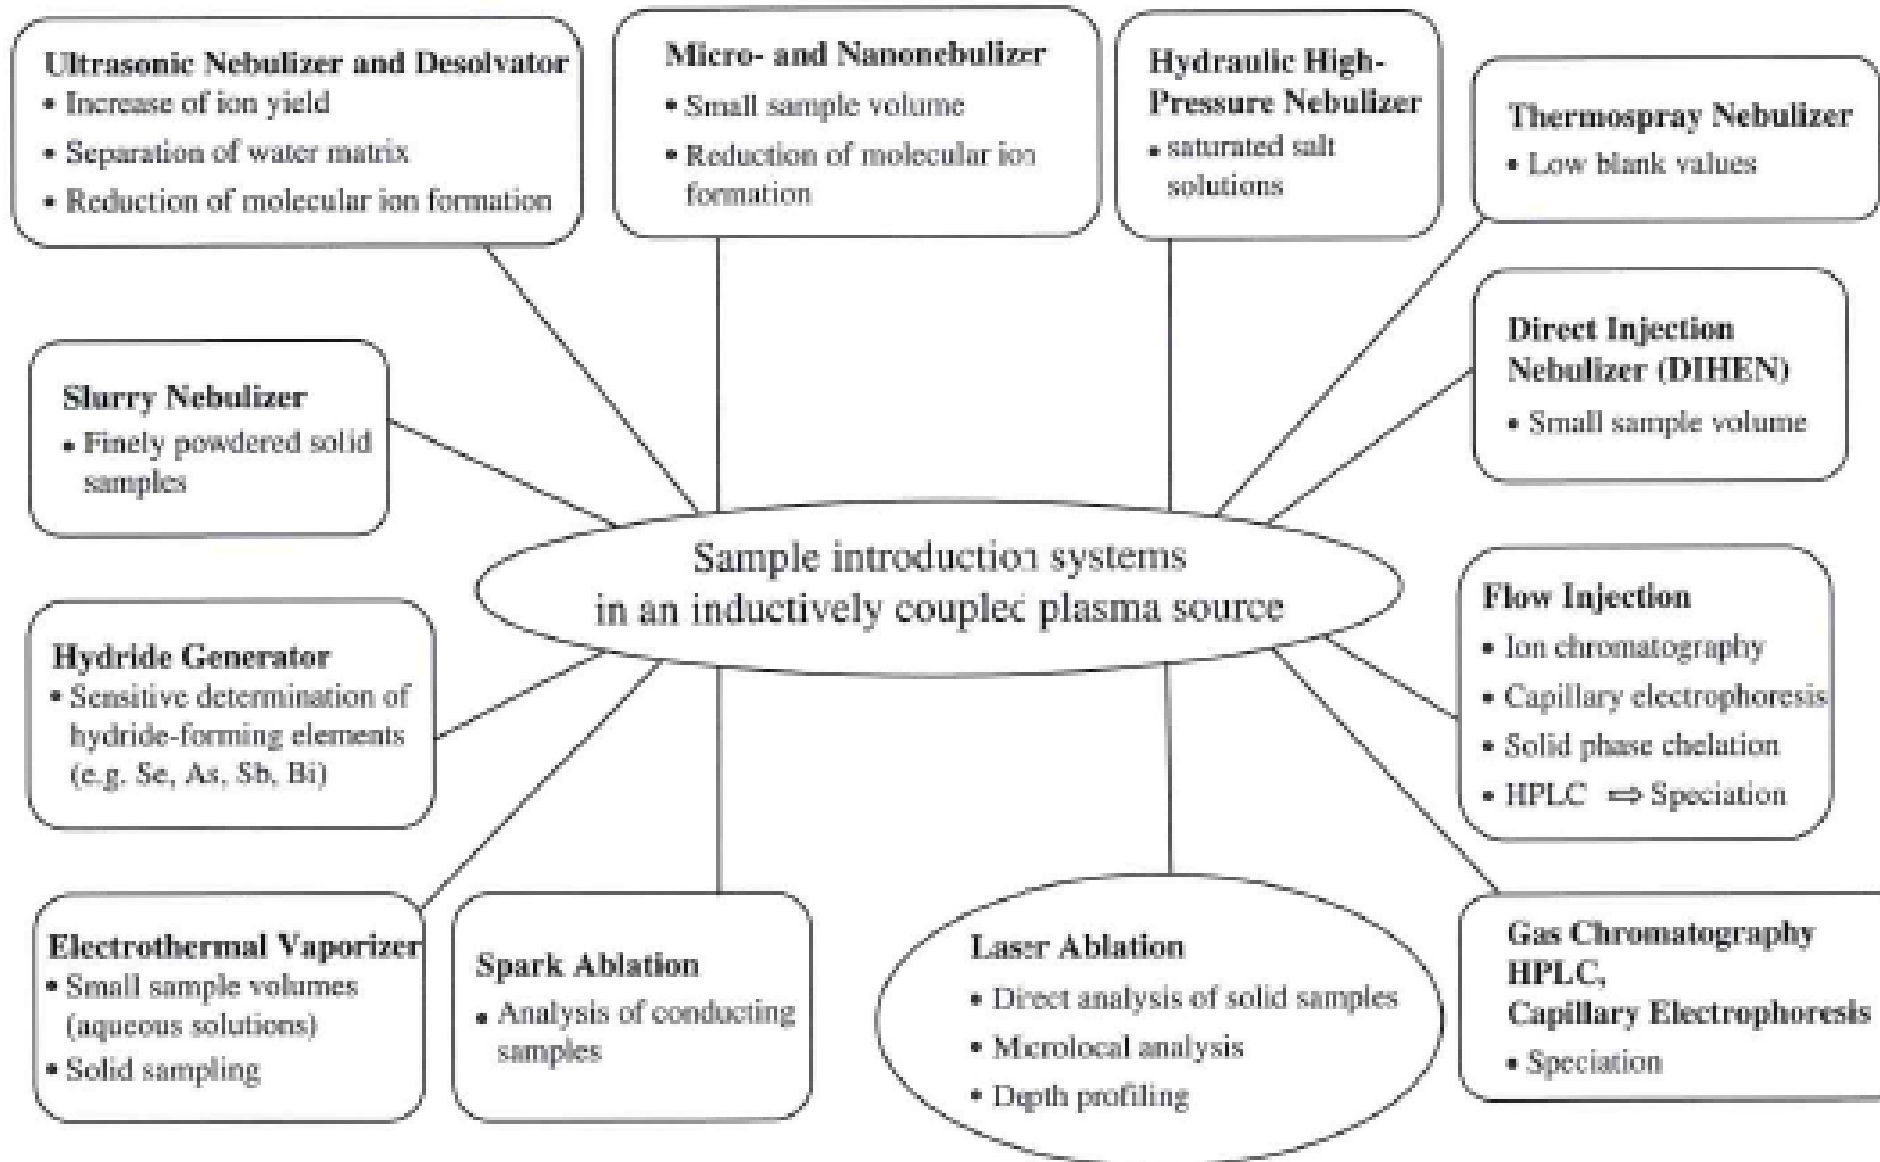 Ultrasonic Nebulizer and Desolvator
• Increase of ion yield
• Separation of water matrix
• Reduction of molecular ion formation
Micro- and Nanonebulizer
• Small sample volume
• Reduction of molecular ion
formation
Hydraulic High-
Pressure Nebulizer
• saturated salt
solutions
Thermospray Nebulizer
• Low blank values
Direct Injection
Nebulizer (DIHEN)
• Small sample volume
Slurry Nebulizer
• Finely powdered solid
samples
Sample introduction systems
in an inductively coupled plasma source
Flow Injection
• Ion chromatography
• Capillary electrophoresis
• Solid phase chelation
• HPLC ⇨ Speciation
Hydride Generator
• Sensitive determination of
hydride-forming elements
(e.g. Se, As, Sb, Bi)
Electrothermal Vaporizer
• Small sample volumes
(aqueous solutions)
• Solid sampling
Spark Ablation
• Analysis of conducting
samples
Laser Ablation
• Direct analysis of solid samples
• Microlocal analysis
• Depth profiling
Gas Chromatography
HPLC,
Capillary Electrophoresis
• Speciation